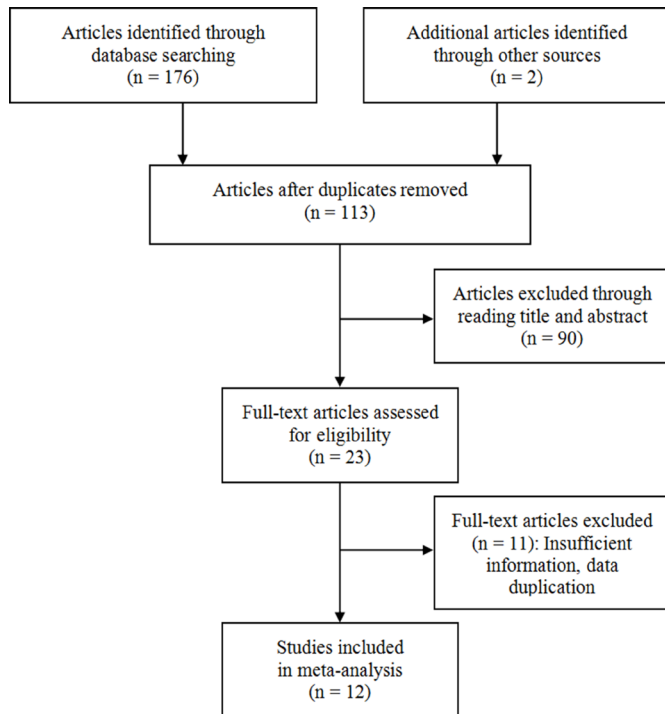 Articles identified through
database searching
(n = 176)
Additional articles identified
through other sources
(n = 2)
Articles after duplicates removed
(n = 113)
Articles excluded through
reading title and abstract
(n = 90)
Full-text articles assessed
for eligibility
(n = 23)
Full-text articles excluded
(n = 11): Insufficient
information, data
duplication
Studies included
in meta-analysis
(n = 12)